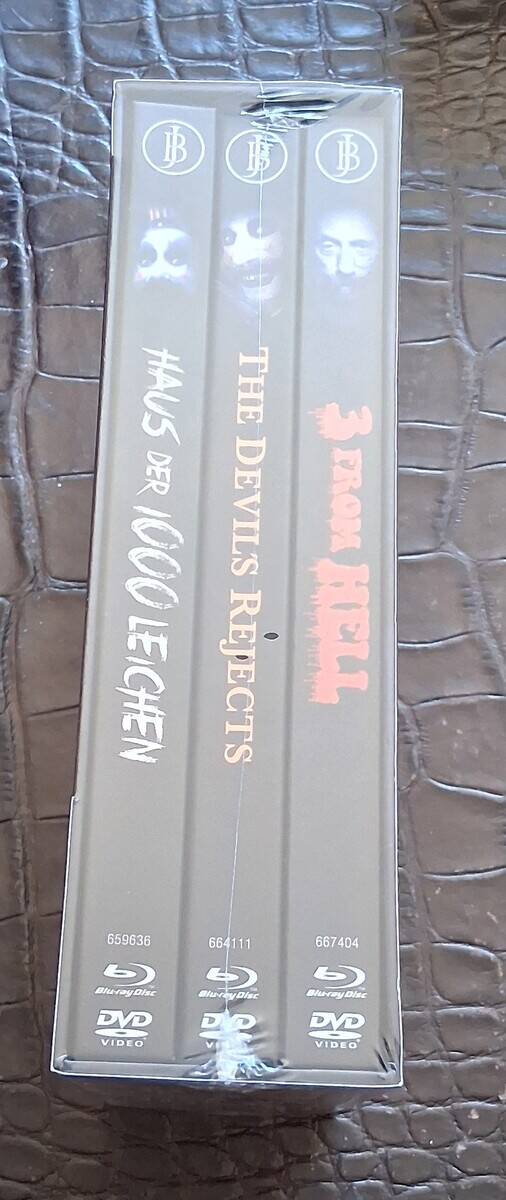 JB
HAUS DER 1000 LEICHEN
659636
Blu-ray Disc
DVD
VIDEO
JB
THE DEVIL'S REJECTS
664111
Blu-ray Disc
DVD
VIDEO
JB
3 FROM HELL
667404
Blu-ray Disc
DVD
VIDEO